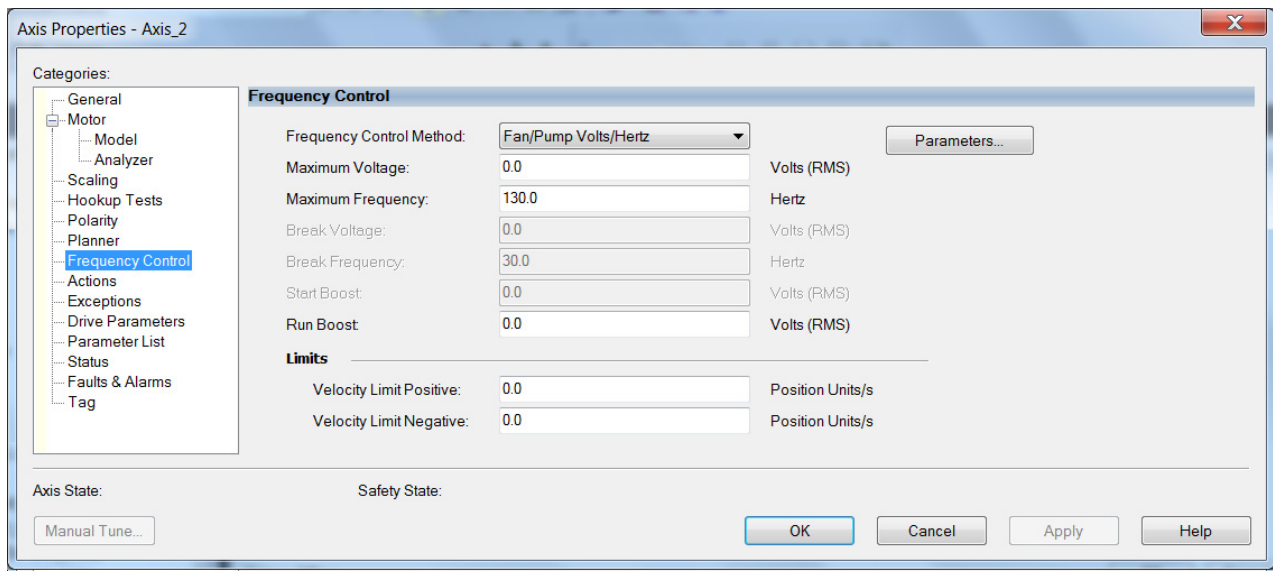 Axis Properties - Axis_2
X
Categories:
General
Motor
Model
Analyzer
Scaling
Hookup Tests
Polarity
Planner
Frequency Control
Actions
Exceptions
Drive Parameters
Parameter List
Status
Faults & Alarms
Tag
Frequency Control
Frequency Control Method: Fan/Pump Volts/Hertz Parameters...
Maximum Voltage: 0.0 Volts (RMS)
Maximum Frequency: 130.0 Hertz
Break Voltage: 0.0 Volts (RMS)
Break Frequency: 30.0 Hertz
Start Boost: 0.0 Volts (RMS)
Run Boost: 0.0 Volts (RMS)
Limits
Velocity Limit Positive: 0.0 Position Units/s
Velocity Limit Negative: 0.0 Position Units/s
Axis State: Safety State:
Manual Tune... OK Cancel Apply Help